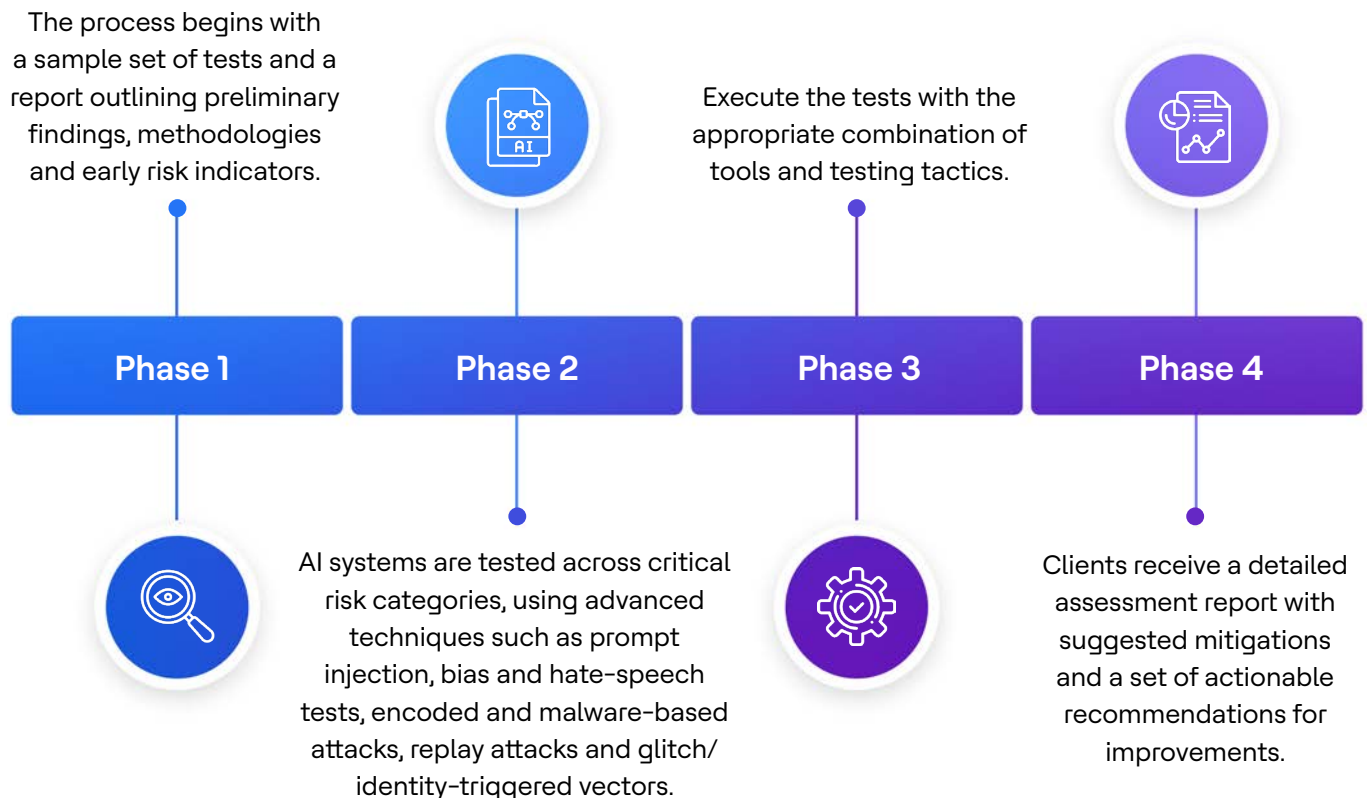 The process begins with
a sample set of tests and a
report outlining preliminary
findings, methodologies
and early risk indicators.
AI
Execute the tests with the
appropriate combination of
tools and testing tactics.
Phase 1
Phase 2
Phase 3
Phase 4
AI systems are tested across critical
risk categories, using advanced
techniques such as prompt
injection, bias and hate-speech
tests, encoded and malware-based
attacks, replay attacks and glitch/
identity-triggered vectors.
Clients receive a detailed
assessment report with
suggested mitigations
and a set of actionable
recommendations for
improvements.